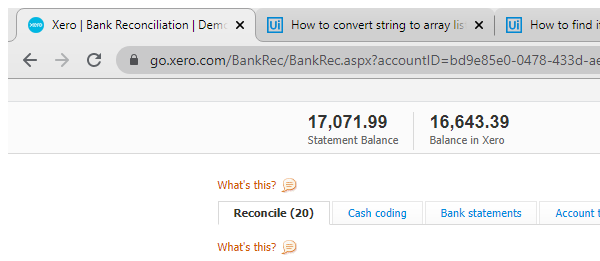 xero Xero | Bank Reconciliation | Demo Ui How to convert string to array list Ui How to find i
go.xero.com/BankRec/BankRec.aspx?accountID=bd9e85e0-0478-433d-ae
17,071.99 16,643.39
Statement Balance Balance in Xero
What's this?
Reconcile (20) Cash coding Bank statements Account t
What's this?